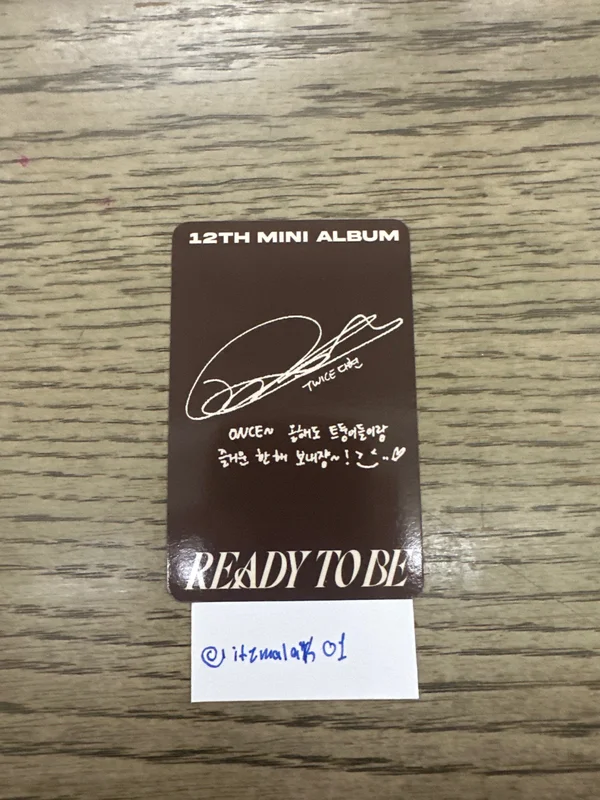 12TH MINI ALBUM
TWICE 다현
ONCE~ 올해도 트둥이들이랑
즐거운 한 해 보내장~!
READY TO BE
@itzmalak01